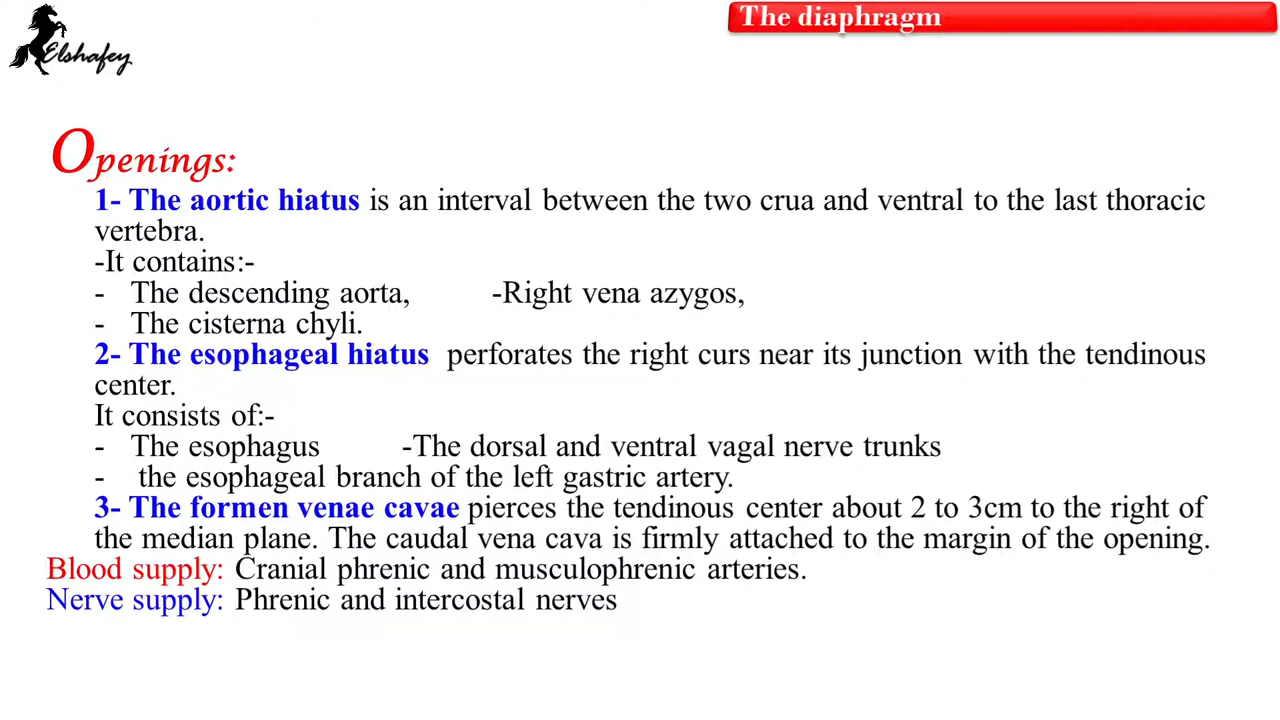 Elshafey
The diaphragm
Openings:
1- The aortic hiatus is an interval between the two crua and ventral to the last thoracic
vertebra.
-It contains:-
- The descending aorta, -Right vena azygos,
- The cisterna chyli.
2- The esophageal hiatus perforates the right curs near its junction with the tendinous
center.
It consists of:-
- The esophagus -The dorsal and ventral vagal nerve trunks
- the esophageal branch of the left gastric artery.
3- The formen venae cavae pierces the tendinous center about 2 to 3cm to the right of
the median plane. The caudal vena cava is firmly attached to the margin of the opening.
Blood supply: Cranial phrenic and musculophrenic arteries.
Nerve supply: Phrenic and intercostal nerves